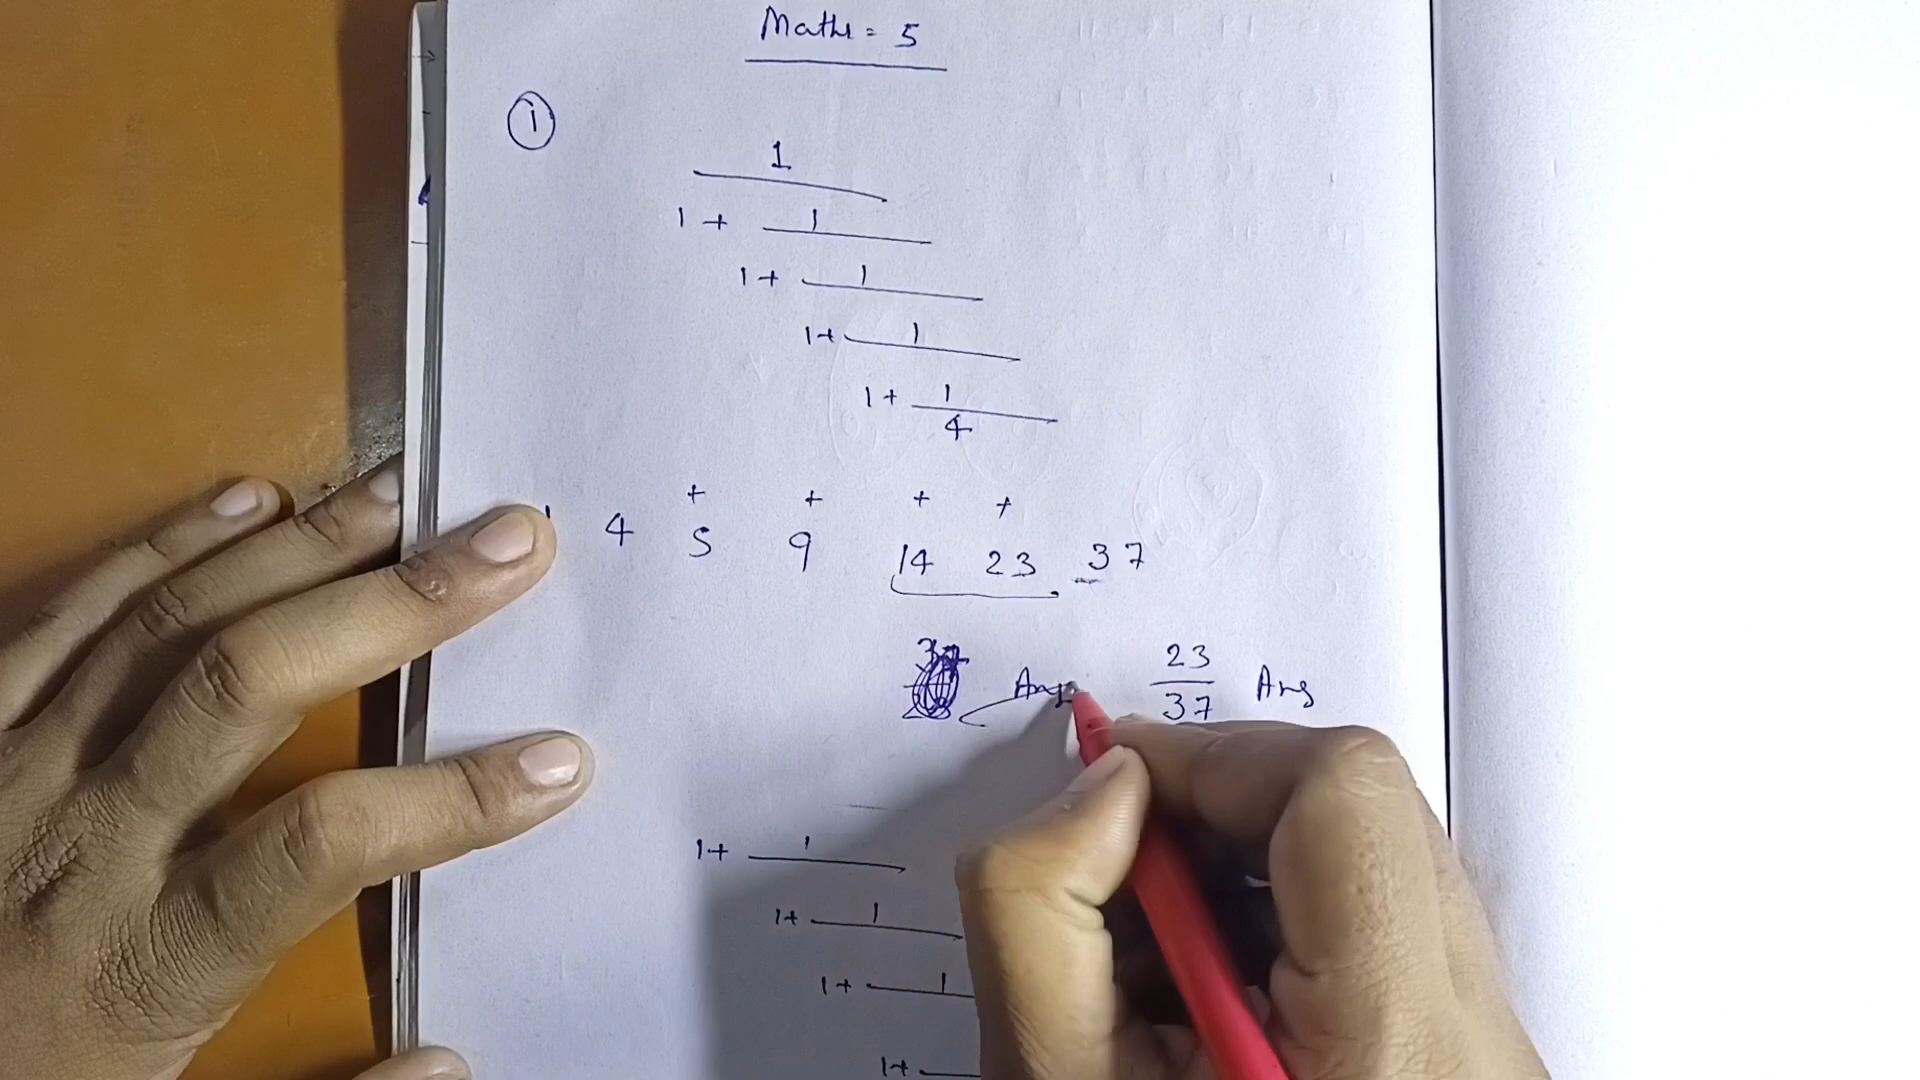 Maths = 5
1
1
1 + 1
1 + 1
1 + 1
1 + 1
4
+ + + +
4 5 9 14 23 37
Ans 23 Ans
37
1 + 1
1 + 1
1 + 1
1 +